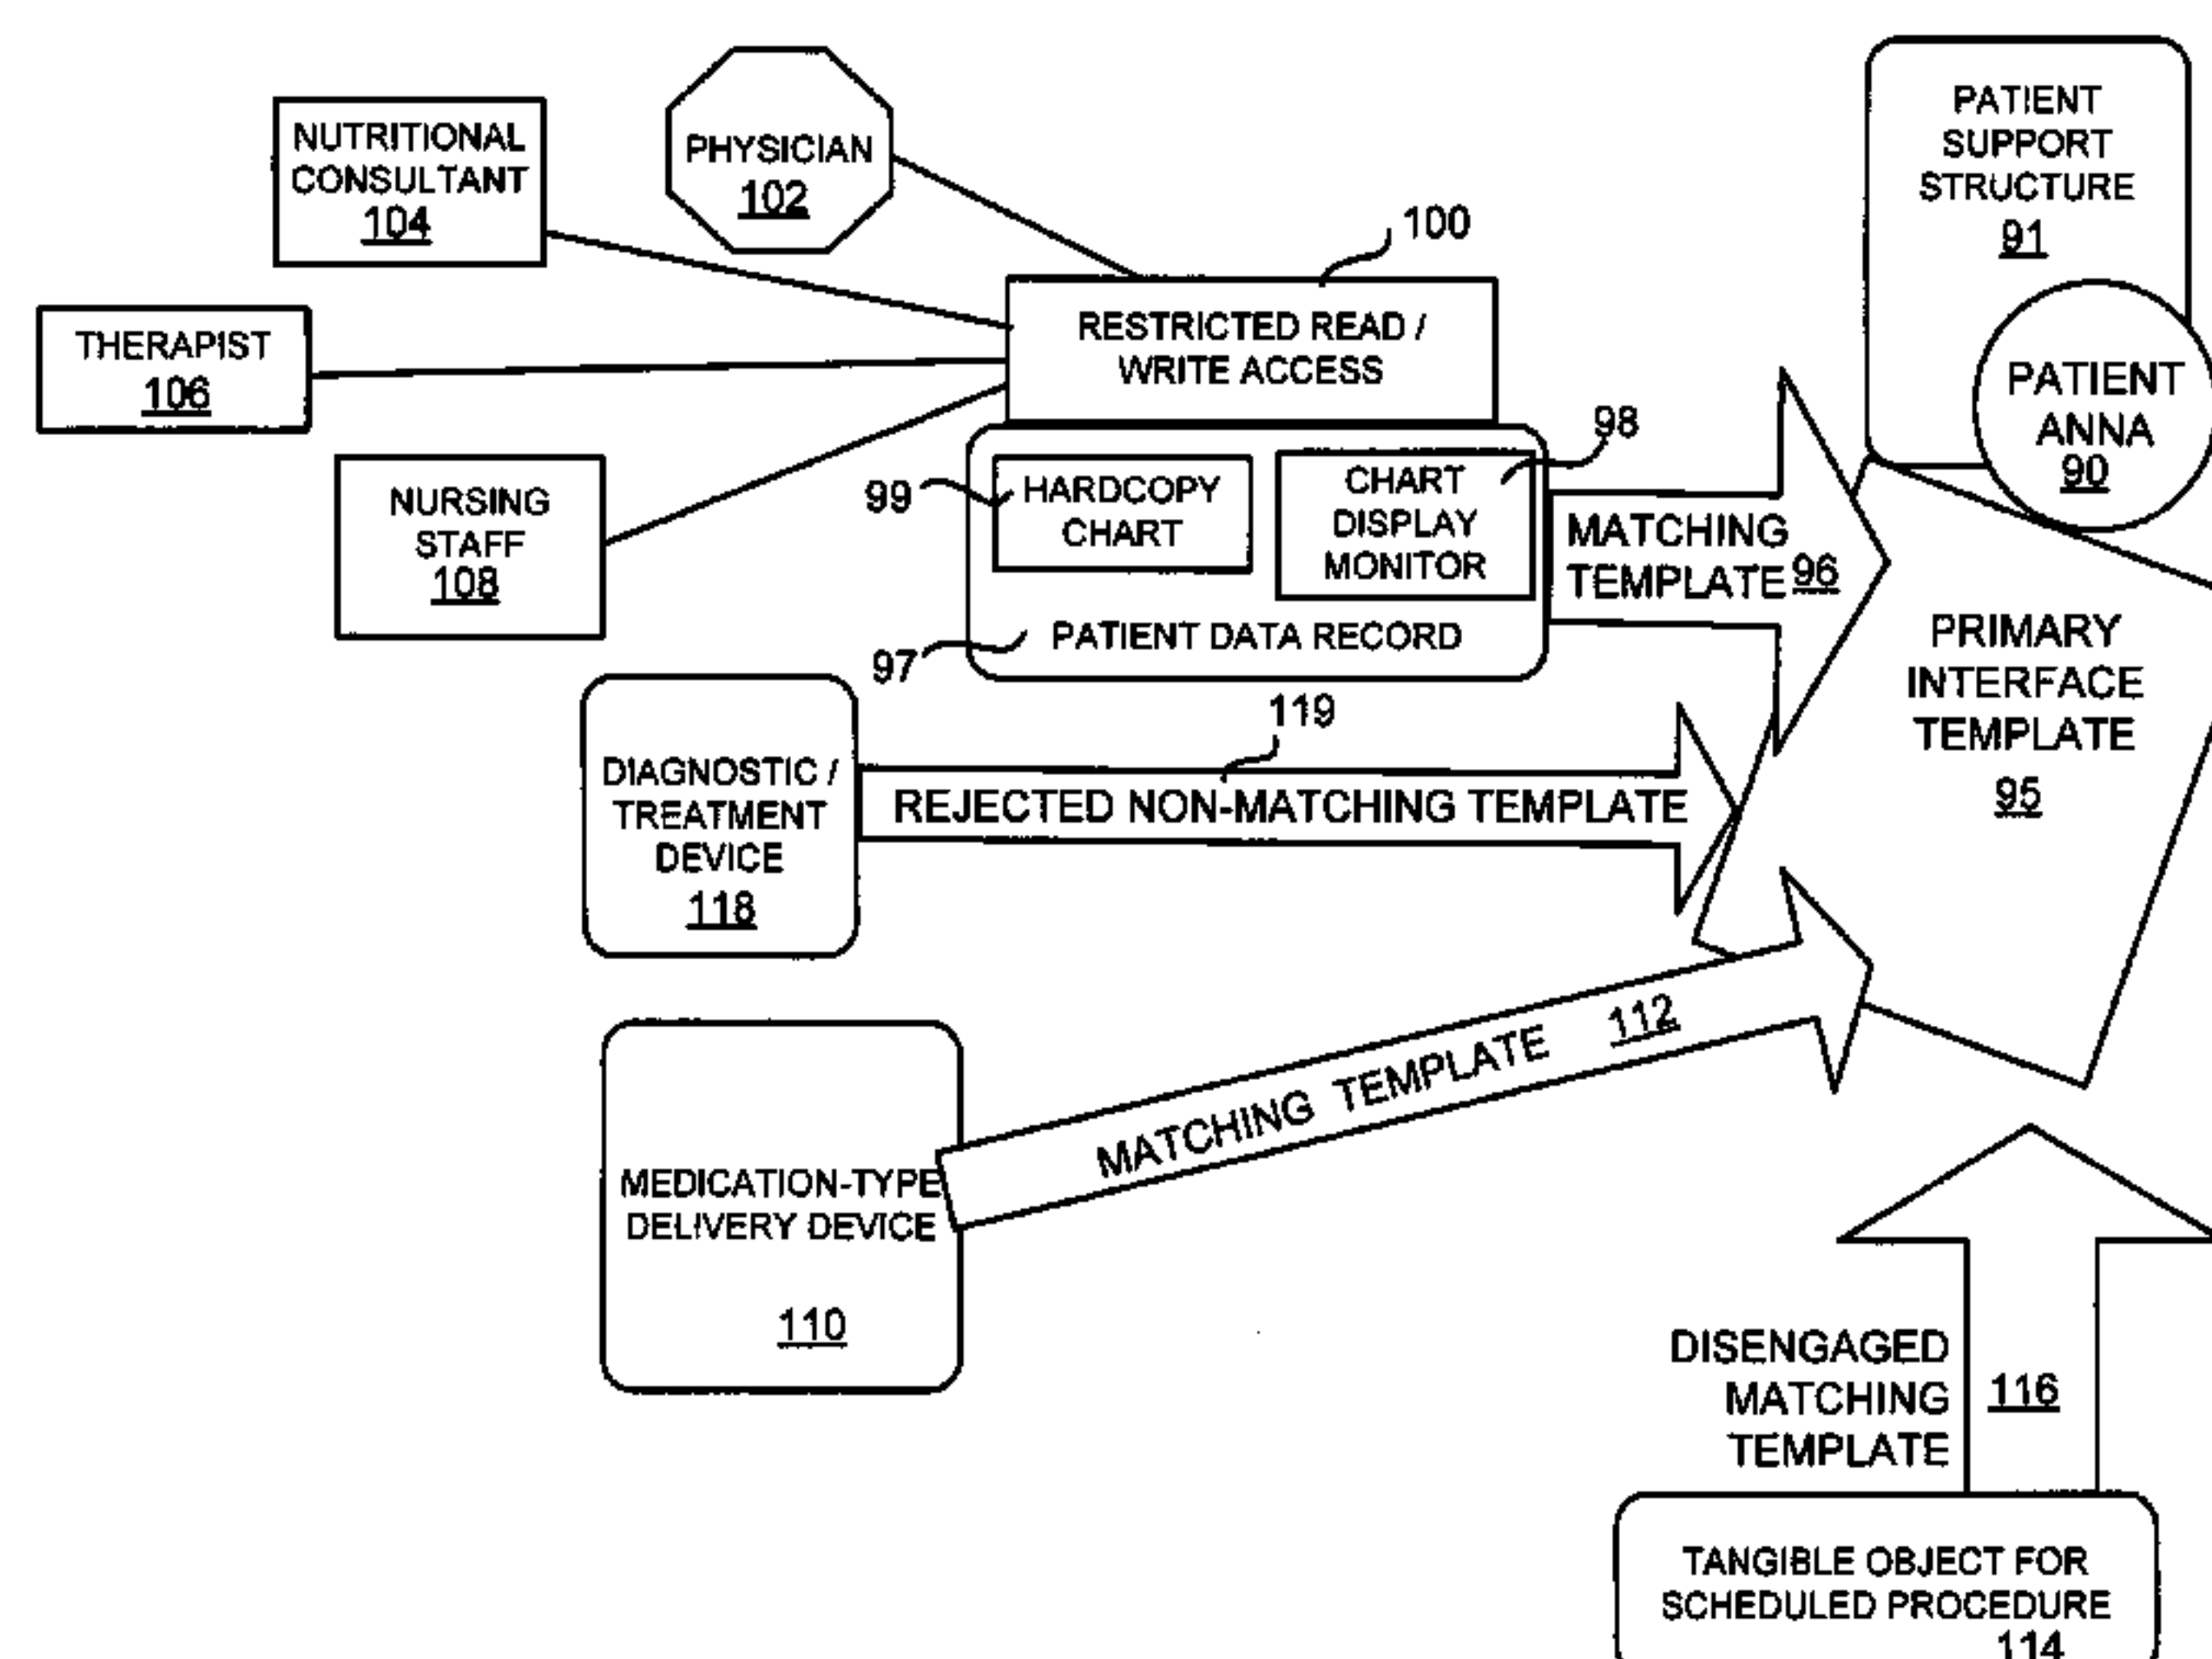 NUTRITIONAL
CONSULTANT
104
PHYSICIAN
102
THERAPIST
106
NURSING
STAFF
108
100
RESTRICTED READ /
WRITE ACCESS
99
HARDCOPY
CHART
98
CHART
DISPLAY
MONITOR
97
PATIENT DATA RECORD
MATCHING
TEMPLATE 96
PATIENT
SUPPORT
STRUCTURE
91
PATIENT
ANNA
90
PRIMARY
INTERFACE
TEMPLATE
95
DIAGNOSTIC /
TREATMENT
DEVICE
118
119
REJECTED NON-MATCHING TEMPLATE
MEDICATION-TYPE
DELIVERY DEVICE
110
MATCHING TEMPLATE 112
DISENGAGED
MATCHING
TEMPLATE
116
TANGIBLE OBJECT FOR
SCHEDULED PROCEDURE
114